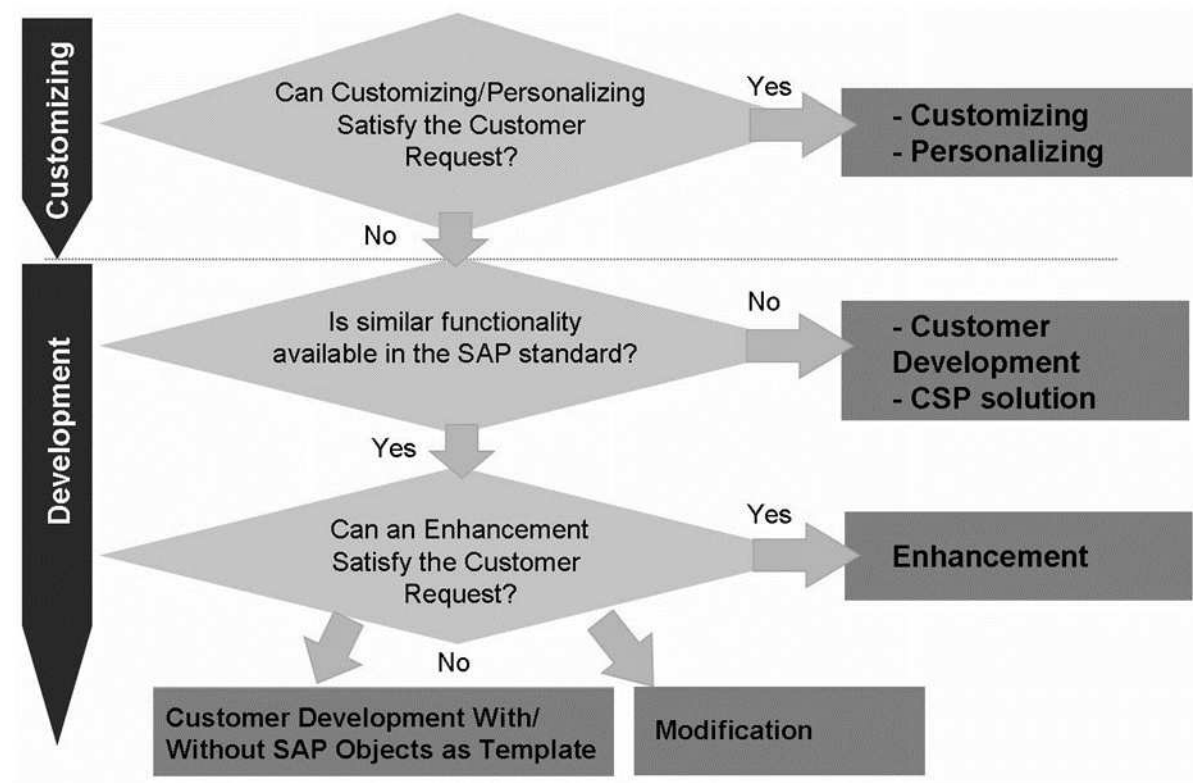 Customizing
Can Customizing/Personalizing
Satisfy the Customer
Request?
Yes
- Customizing
- Personalizing
No
Development
Is similar functionality
available in the SAP standard?
No
- Customer
Development
- CSP solution
Yes
Can an Enhancement
Satisfy the Customer
Request?
Yes
Enhancement
No
Customer Development With/
Without SAP Objects as Template
Modification